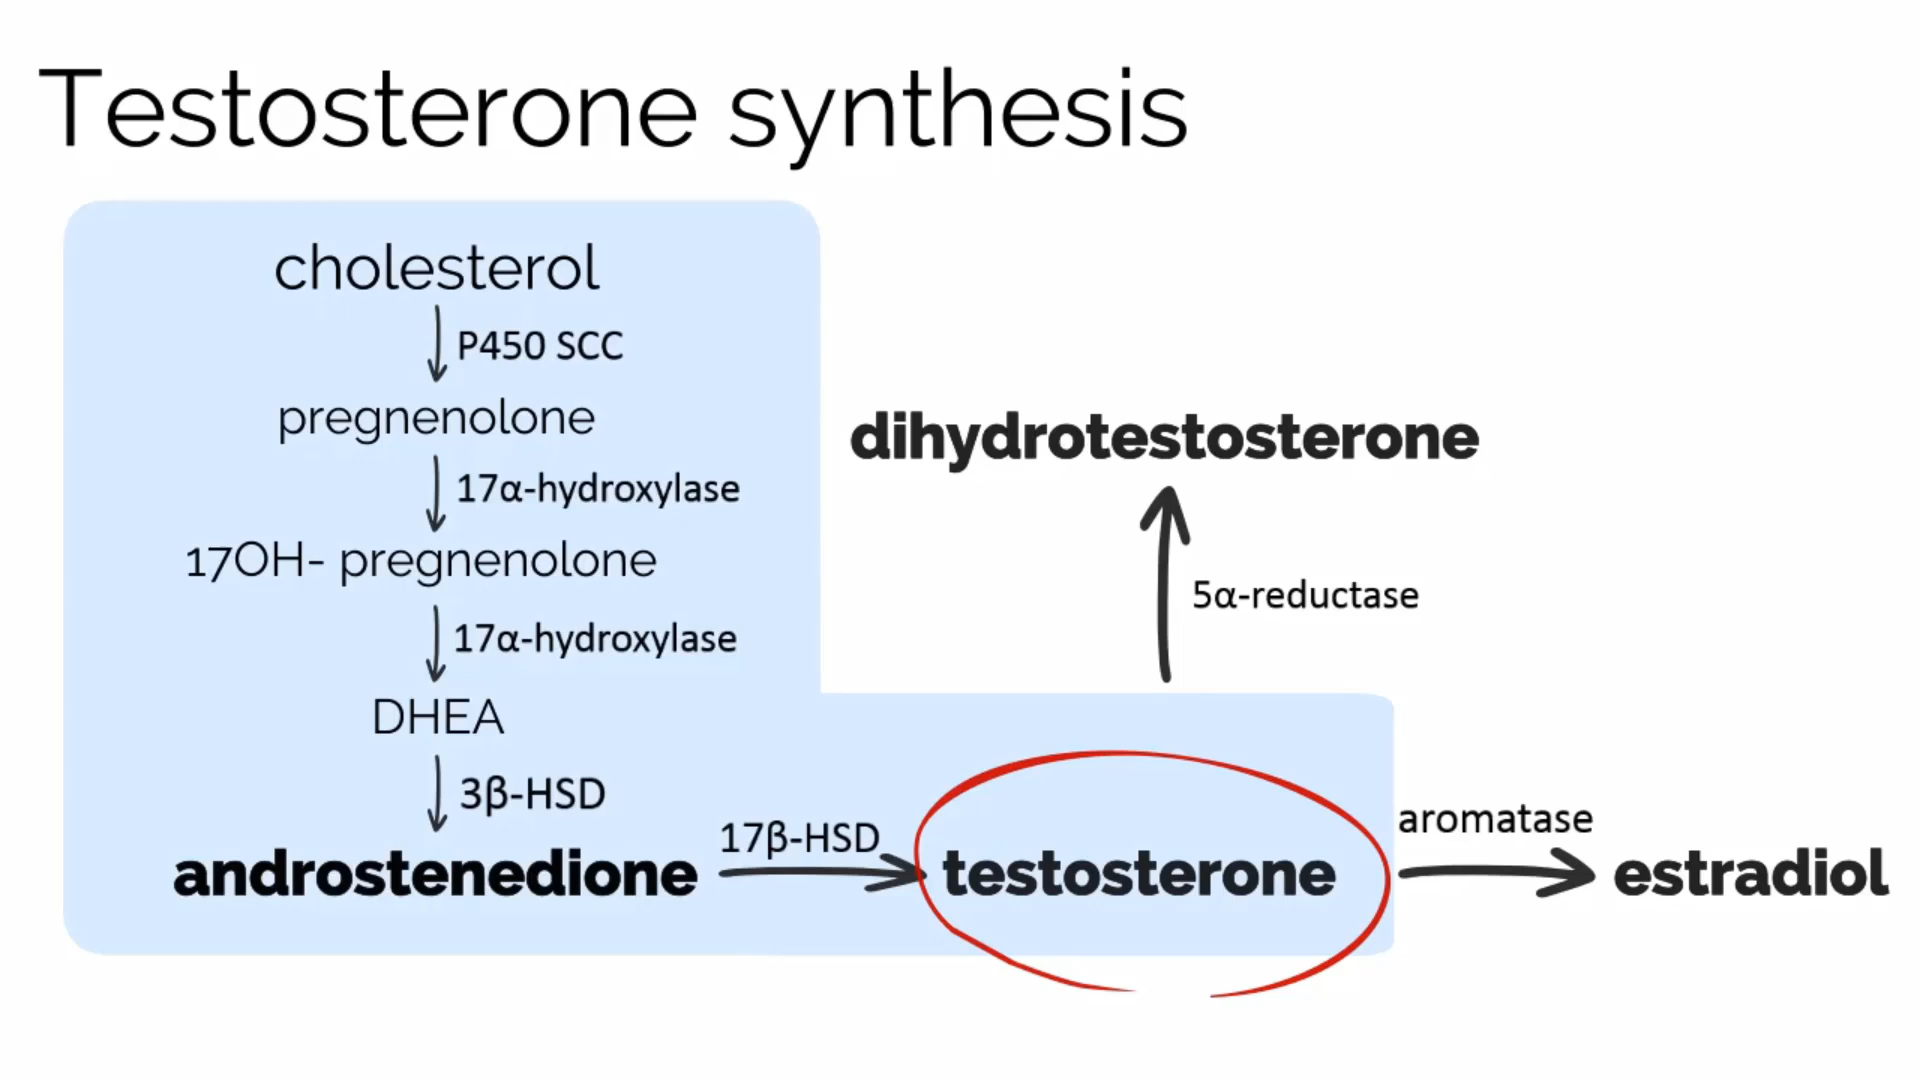 Testosterone synthesis
cholesterol
P450 SCC
pregnenolone
17α-hydroxylase
17OH- pregnenolone
17α-hydroxylase
DHEA
3β-HSD
androstenedione
17β-HSD
testosterone
5α-reductase
dihydrotestosterone
aromatase
estradiol